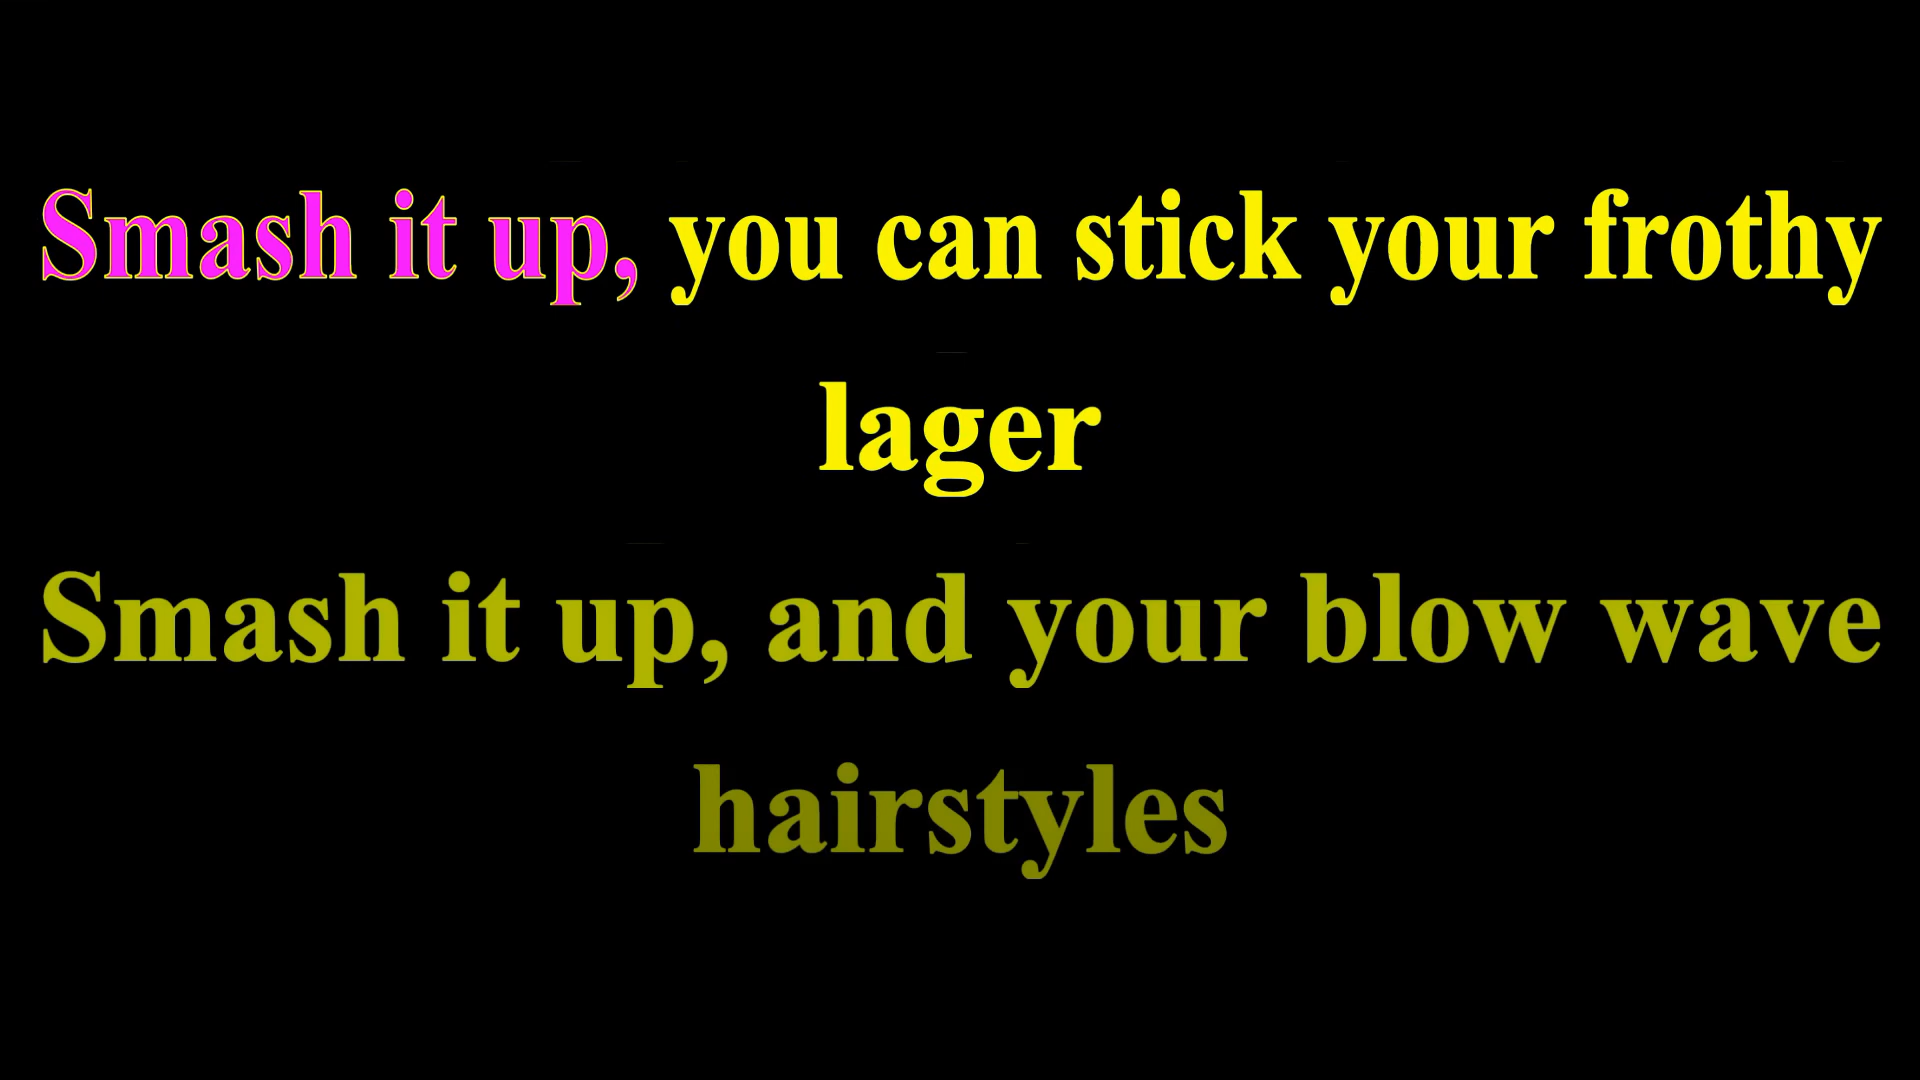 Smash it up, you can stick your frothy
lager
Smash it up, and your blow wave
hairstyles